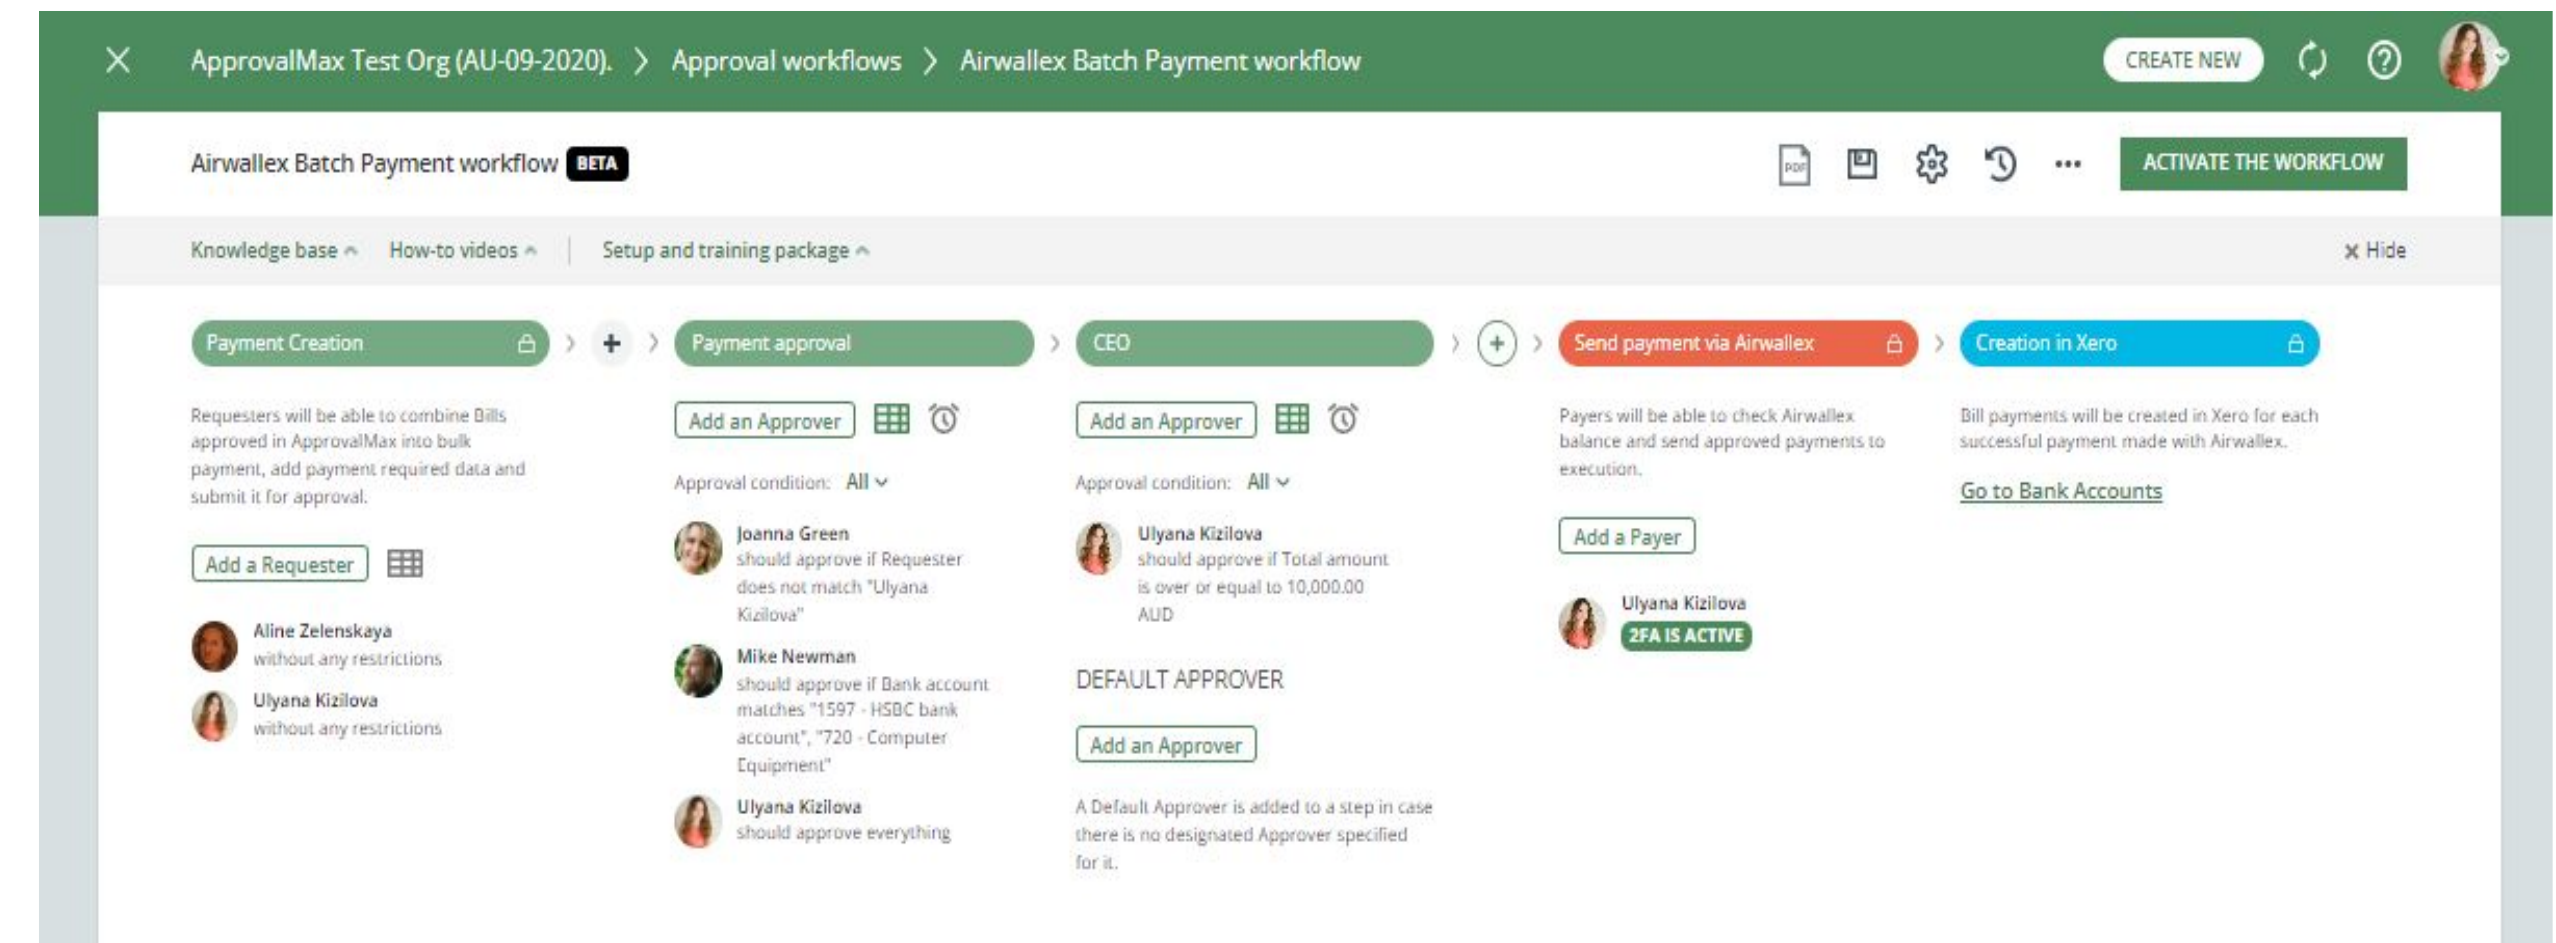 ApprovalMax Test Org (AU-09-2020). > Approval workflows > Airwallex Batch Payment workflow
CREATE NEW
Airwallex Batch Payment workflow BETA
PDF
ACTIVATE THE WORKFLOW
Knowledge base
How-to videos
Setup and training package
Hide
Payment Creation
Requesters will be able to combine Bills
approved in ApprovalMax into bulk
payment, add payment required data and
submit it for approval.
Add a Requester
Aline Zelenskaya
without any restrictions
Ulyana Kizilova
without any restrictions
Payment approval
Add an Approver
Approval condition: All
Joanna Green
should approve if Requester
does not match "Ulyana
Kizilova"
Mike Newman
should approve if Bank account
matches "1597 - HSBC bank
account", "720 - Computer
Equipment"
Ulyana Kizilova
should approve everything
CEO
Add an Approver
Approval condition: All
Ulyana Kizilova
should approve if Total amount
is over or equal to 10,000.00
AUD
DEFAULT APPROVER
Add an Approver
A Default Approver is added to a step in case
there is no designated Approver specified
for it.
Send payment via Airwallex
Payers will be able to check Airwallex
balance and send approved payments to
execution.
Add a Payer
Ulyana Kizilova
2FA IS ACTIVE
Creation in Xero
Bill payments will be created in Xero for each
successful payment made with Airwallex.
Go to Bank Accounts